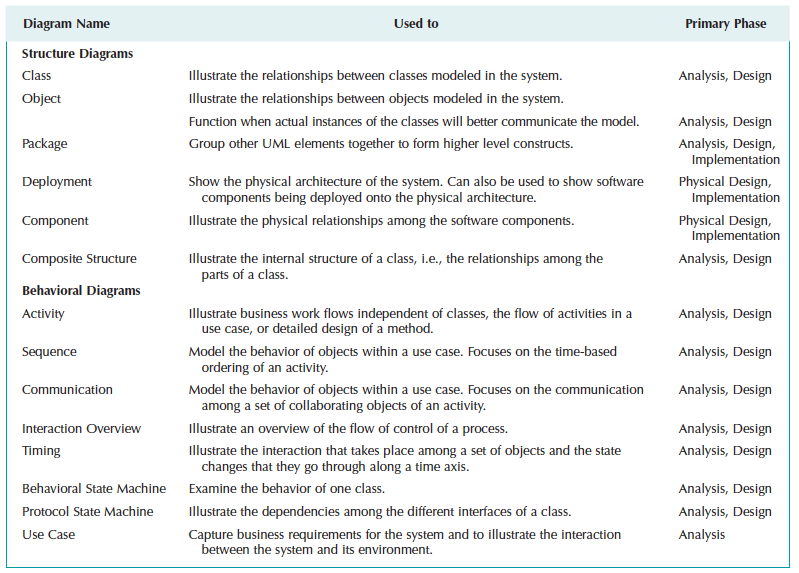 Diagram Name Used to Primary Phase
Structure Diagrams
Class Illustrate the relationships between classes modeled in the system. Analysis, Design
Object Illustrate the relationships between objects modeled in the system.
Function when actual instances of the classes will better communicate the model. Analysis, Design
Package Group other UML elements together to form higher level constructs. Analysis, Design,
Implementation
Deployment Show the physical architecture of the system. Can also be used to show software Physical Design,
components being deployed onto the physical architecture. Implementation
Component Illustrate the physical relationships among the software components. Physical Design,
Implementation
Composite Structure Illustrate the internal structure of a class, i.e., the relationships among the Analysis, Design
parts of a class.
Behavioral Diagrams
Activity Illustrate business work flows independent of classes, the flow of activities in a Analysis, Design
use case, or detailed design of a method.
Sequence Model the behavior of objects within a use case. Focuses on the time-based Analysis, Design
ordering of an activity.
Communication Model the behavior of objects within a use case. Focuses on the communication Analysis, Design
among a set of collaborating objects of an activity.
Interaction Overview Illustrate an overview of the flow of control of a process. Analysis, Design
Timing Illustrate the interaction that takes place among a set of objects and the state Analysis, Design
changes that they go through along a time axis.
Behavioral State Machine Examine the behavior of one class. Analysis, Design
Protocol State Machine Illustrate the dependencies among the different interfaces of a class. Analysis, Design
Use Case Capture business requirements for the system and to illustrate the interaction Analysis
between the system and its environment.